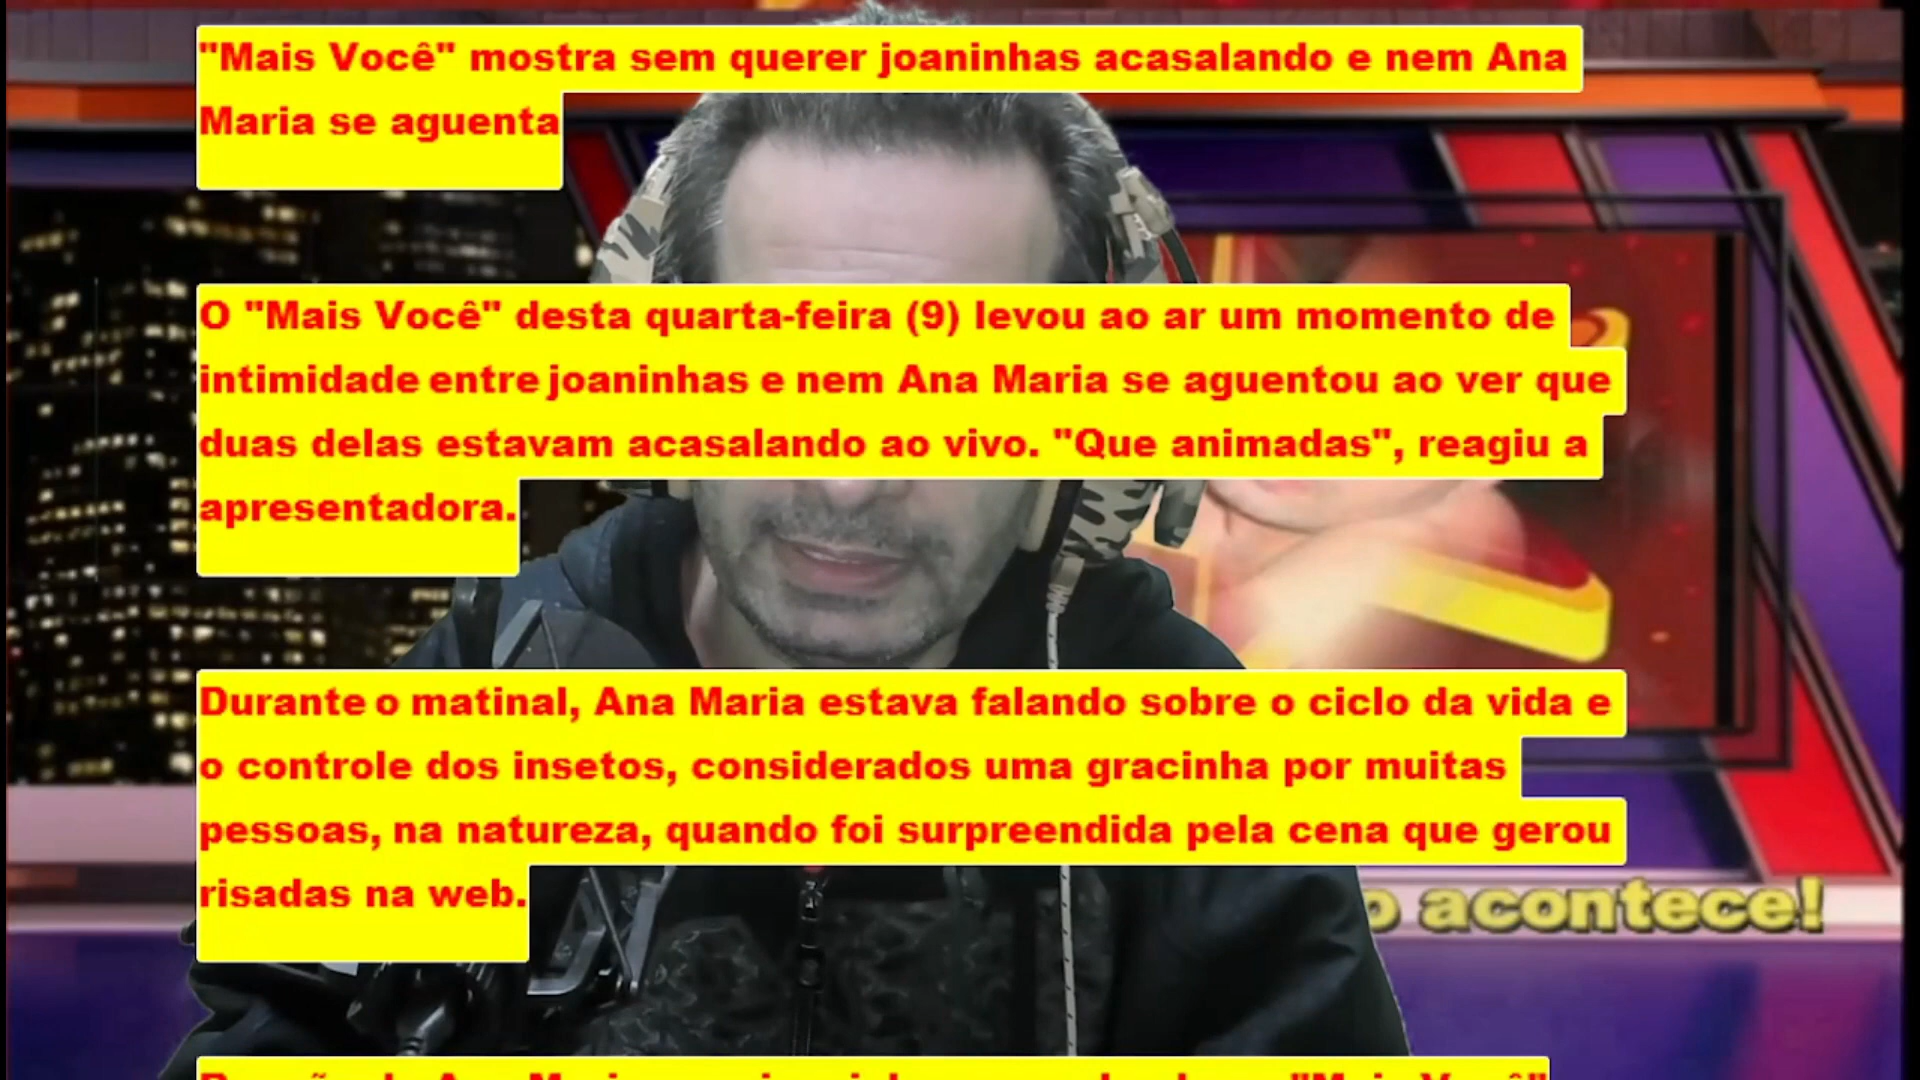 "Mais Você" mostra sem querer joaninhas acasalando e nem Ana
Maria se aguenta
O "Mais Você" desta quarta-feira (9) levou ao ar um momento de
intimidade entre joaninhas e nem Ana Maria se aguentou ao ver que
duas delas estavam acasalando ao vivo. "Que animadas", reagiu a
apresentadora.
Durante o matinal, Ana Maria estava falando sobre o ciclo da vida e
o controle dos insetos, considerados uma gracinha por muitas
pessoas, na natureza, quando foi surpreendida pela cena que gerou
risadas na web.
o acontece!